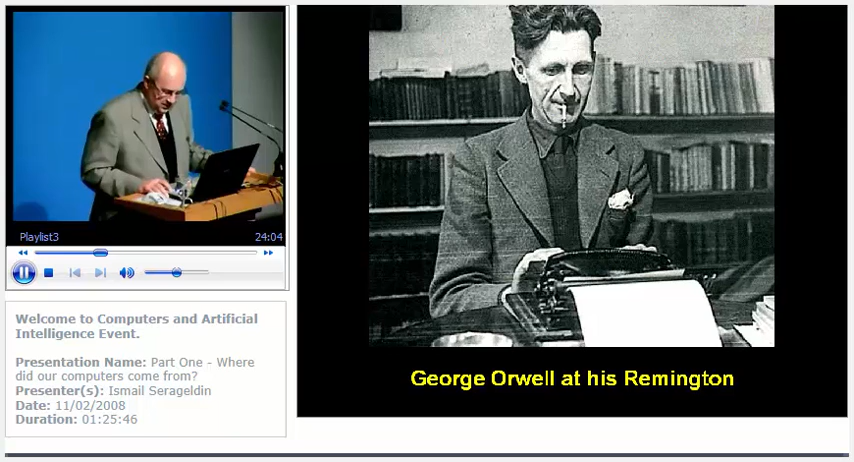 Playlist3
24:04
Welcome to Computers and Artificial
Intelligence Event.
Presentation Name: Part One - Where
did our computers come from?
Presenter(s): Ismail Serageldin
Date: 11/02/2008
Duration: 01:25:46
George Orwell at his Remington